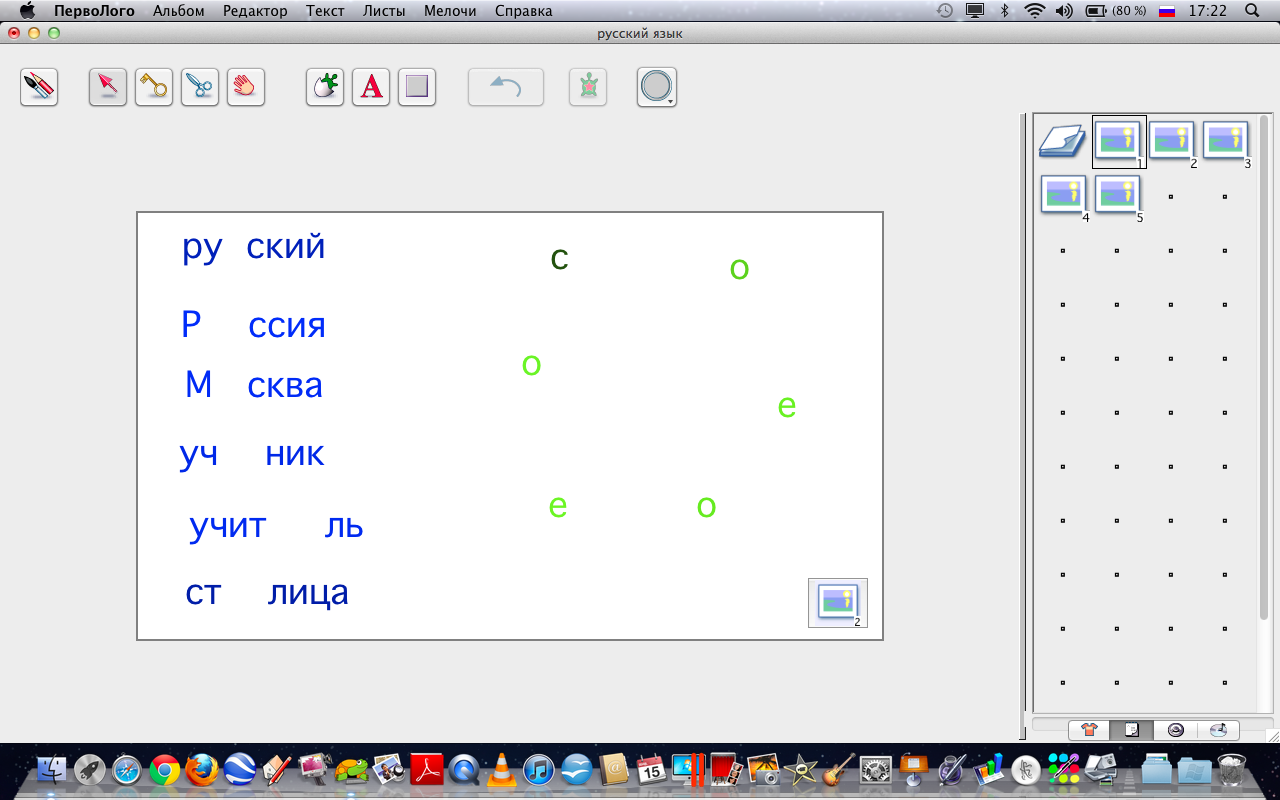 ПервоЛого Альбом Редактор Текст Листы Мелочи Справка (80 %) 17:22
русский язык
A
1 2 3
4 5
ру ский с о
Р ссия
М сква о е
уч ник
учит ль е о
ст лица
2
15